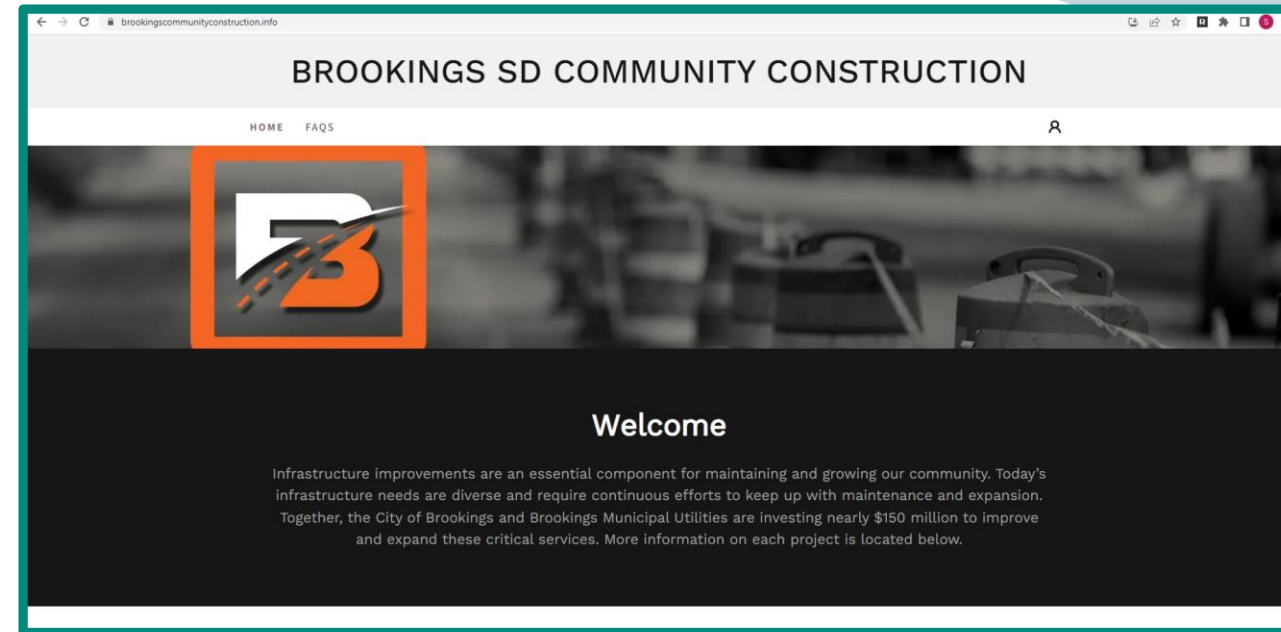 brookingscommunityconstruction.info
R
S
BROOKINGS SD COMMUNITY CONSTRUCTION
HOME FAQS
B
Welcome
Infrastructure improvements are an essential component for maintaining and growing our community. Today’s
infrastructure needs are diverse and require continuous efforts to keep up with maintenance and expansion.
Together, the City of Brookings and Brookings Municipal Utilities are investing nearly $150 million to improve
and expand these critical services. More information on each project is located below.